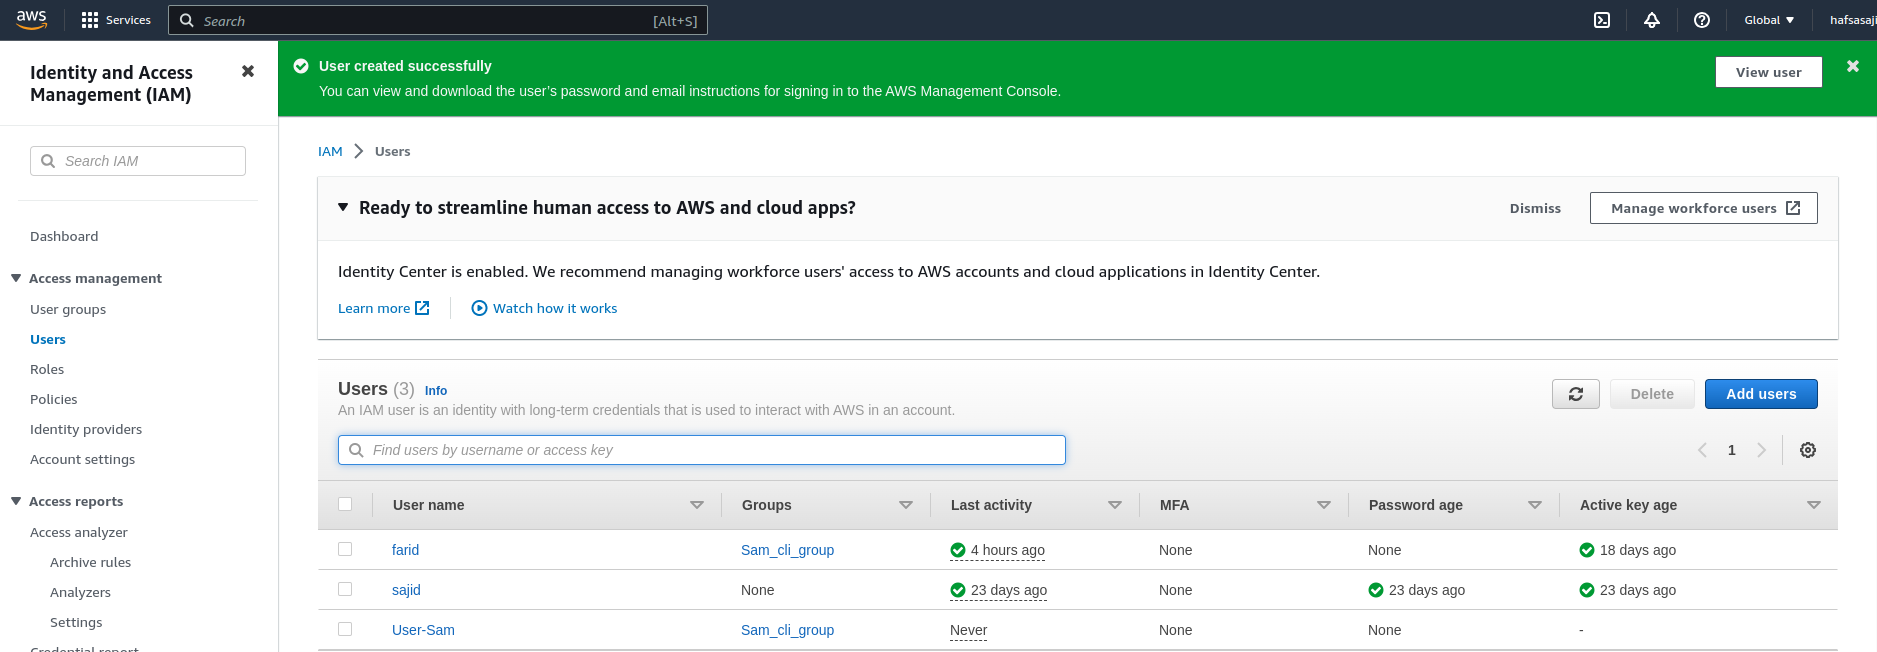 aws
Services
Search
[Alt+S]
Global
Identity and Access
Management (IAM)
Search IAM
Dashboard
Access management
User groups
Users
Roles
Policies
Identity providers
Account settings
Access reports
Access analyzer
Archive rules
Analyzers
Settings
Credential report
User created successfully
You can view and download the user's password and email instructions for signing in to the AWS Management Console.
View user
IAM Users
Ready to streamline human access to AWS and cloud apps?
Dismiss
Manage workforce users
Identity Center is enabled. We recommend managing workforce users' access to AWS accounts and cloud applications in Identity Center.
Learn more
Watch how it works
Users (3) Info
An IAM user is an identity with long-term credentials that is used to interact with AWS in an account.
Delete
Add users
Find users by username or access key
1
User name Groups Last activity MFA Password age Active key age
farid Sam_cli_group 4 hours ago None None 18 days ago
sajid None 23 days ago None 23 days ago 23 days ago
User-Sam Sam_cli_group Never None None -